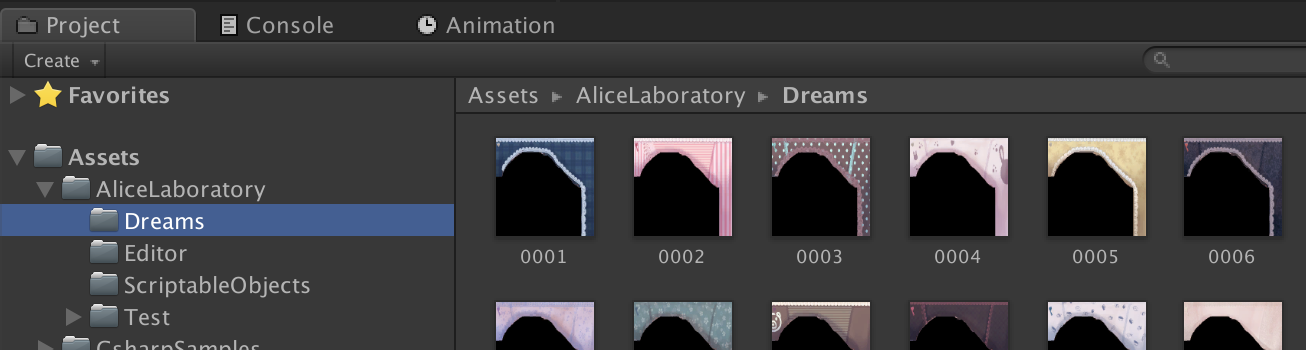 Project Console Animation
Create
Favorites
Assets AliceLaboratory Dreams
Assets
AliceLaboratory
Dreams
Editor
ScriptableObjects
Test
CsharpSamples
0001 0002 0003 0004 0005 0006